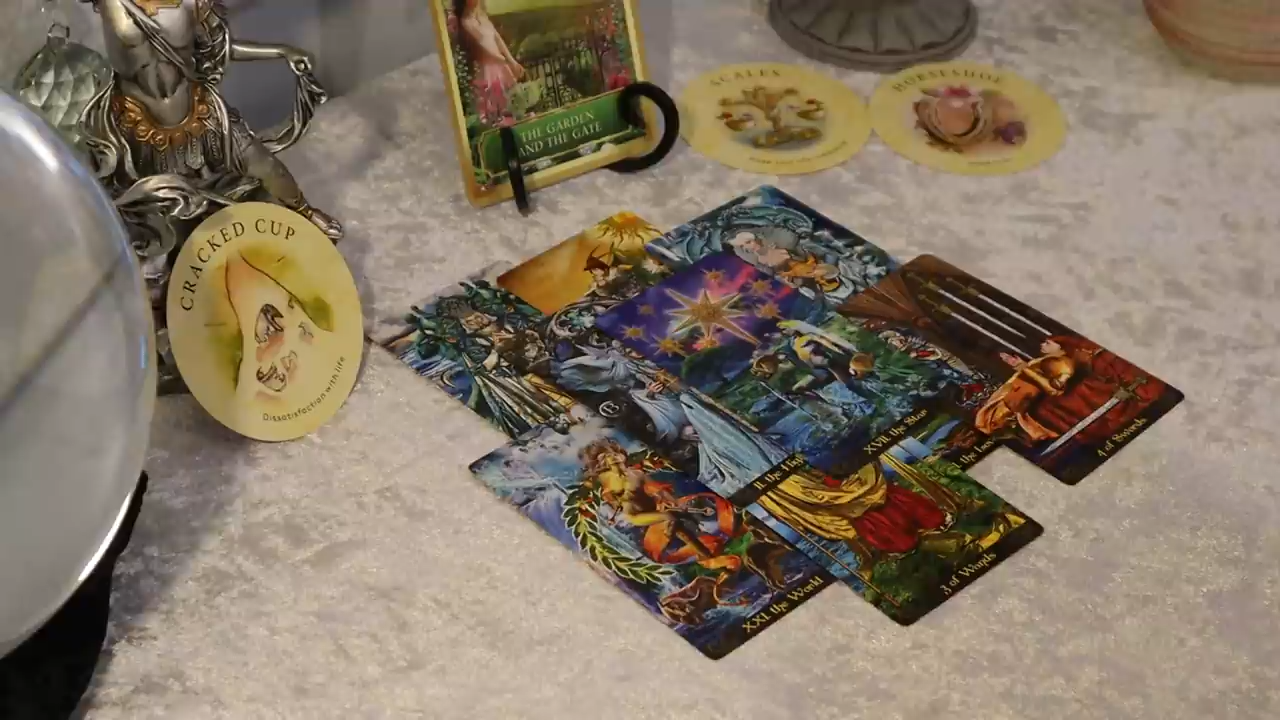 SCALES
HORSESHOE
THE GARDEN
AND THE GATE
CRACKED CUP
Dissatisfaction with life
4 of Swords
XVII. the Star
II. the Hig
3 of Wands
XXI. the World